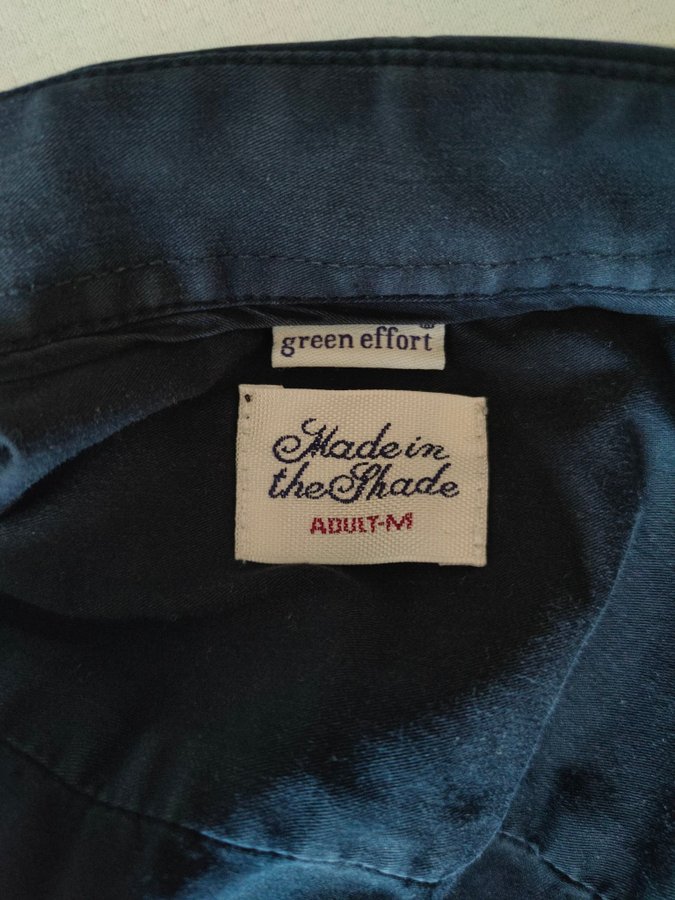 green effort
Made in
the Shade
ADULT-M